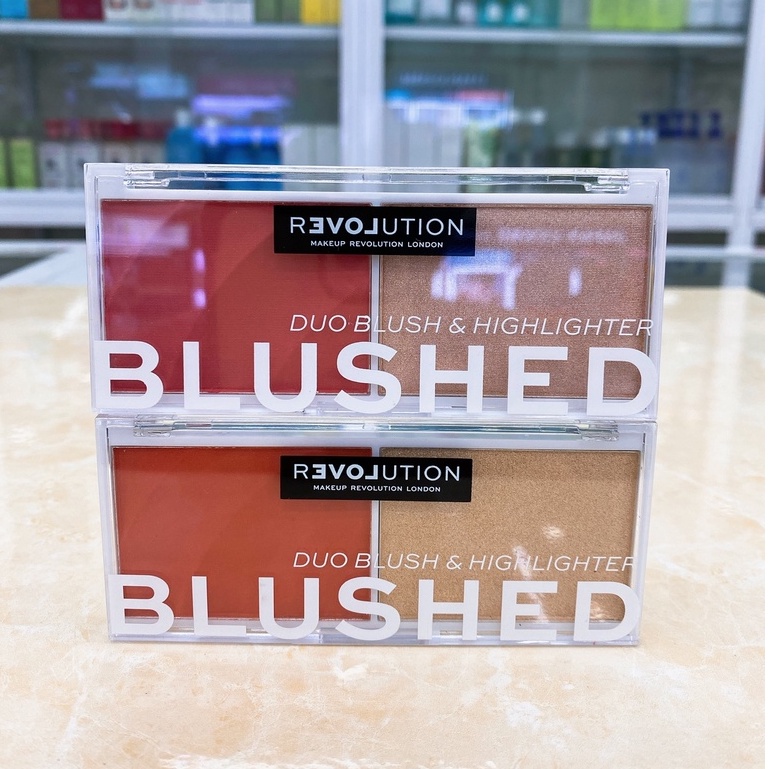 REVOLUTION
MAKEUP REVOLUTION LONDON
DUO BLUSH & HIGHLIGHTER
BLUSHED
REVOLUTION
MAKEUP REVOLUTION LONDON
DUO BLUSH & HIGHLIGHTER
BLUSHED